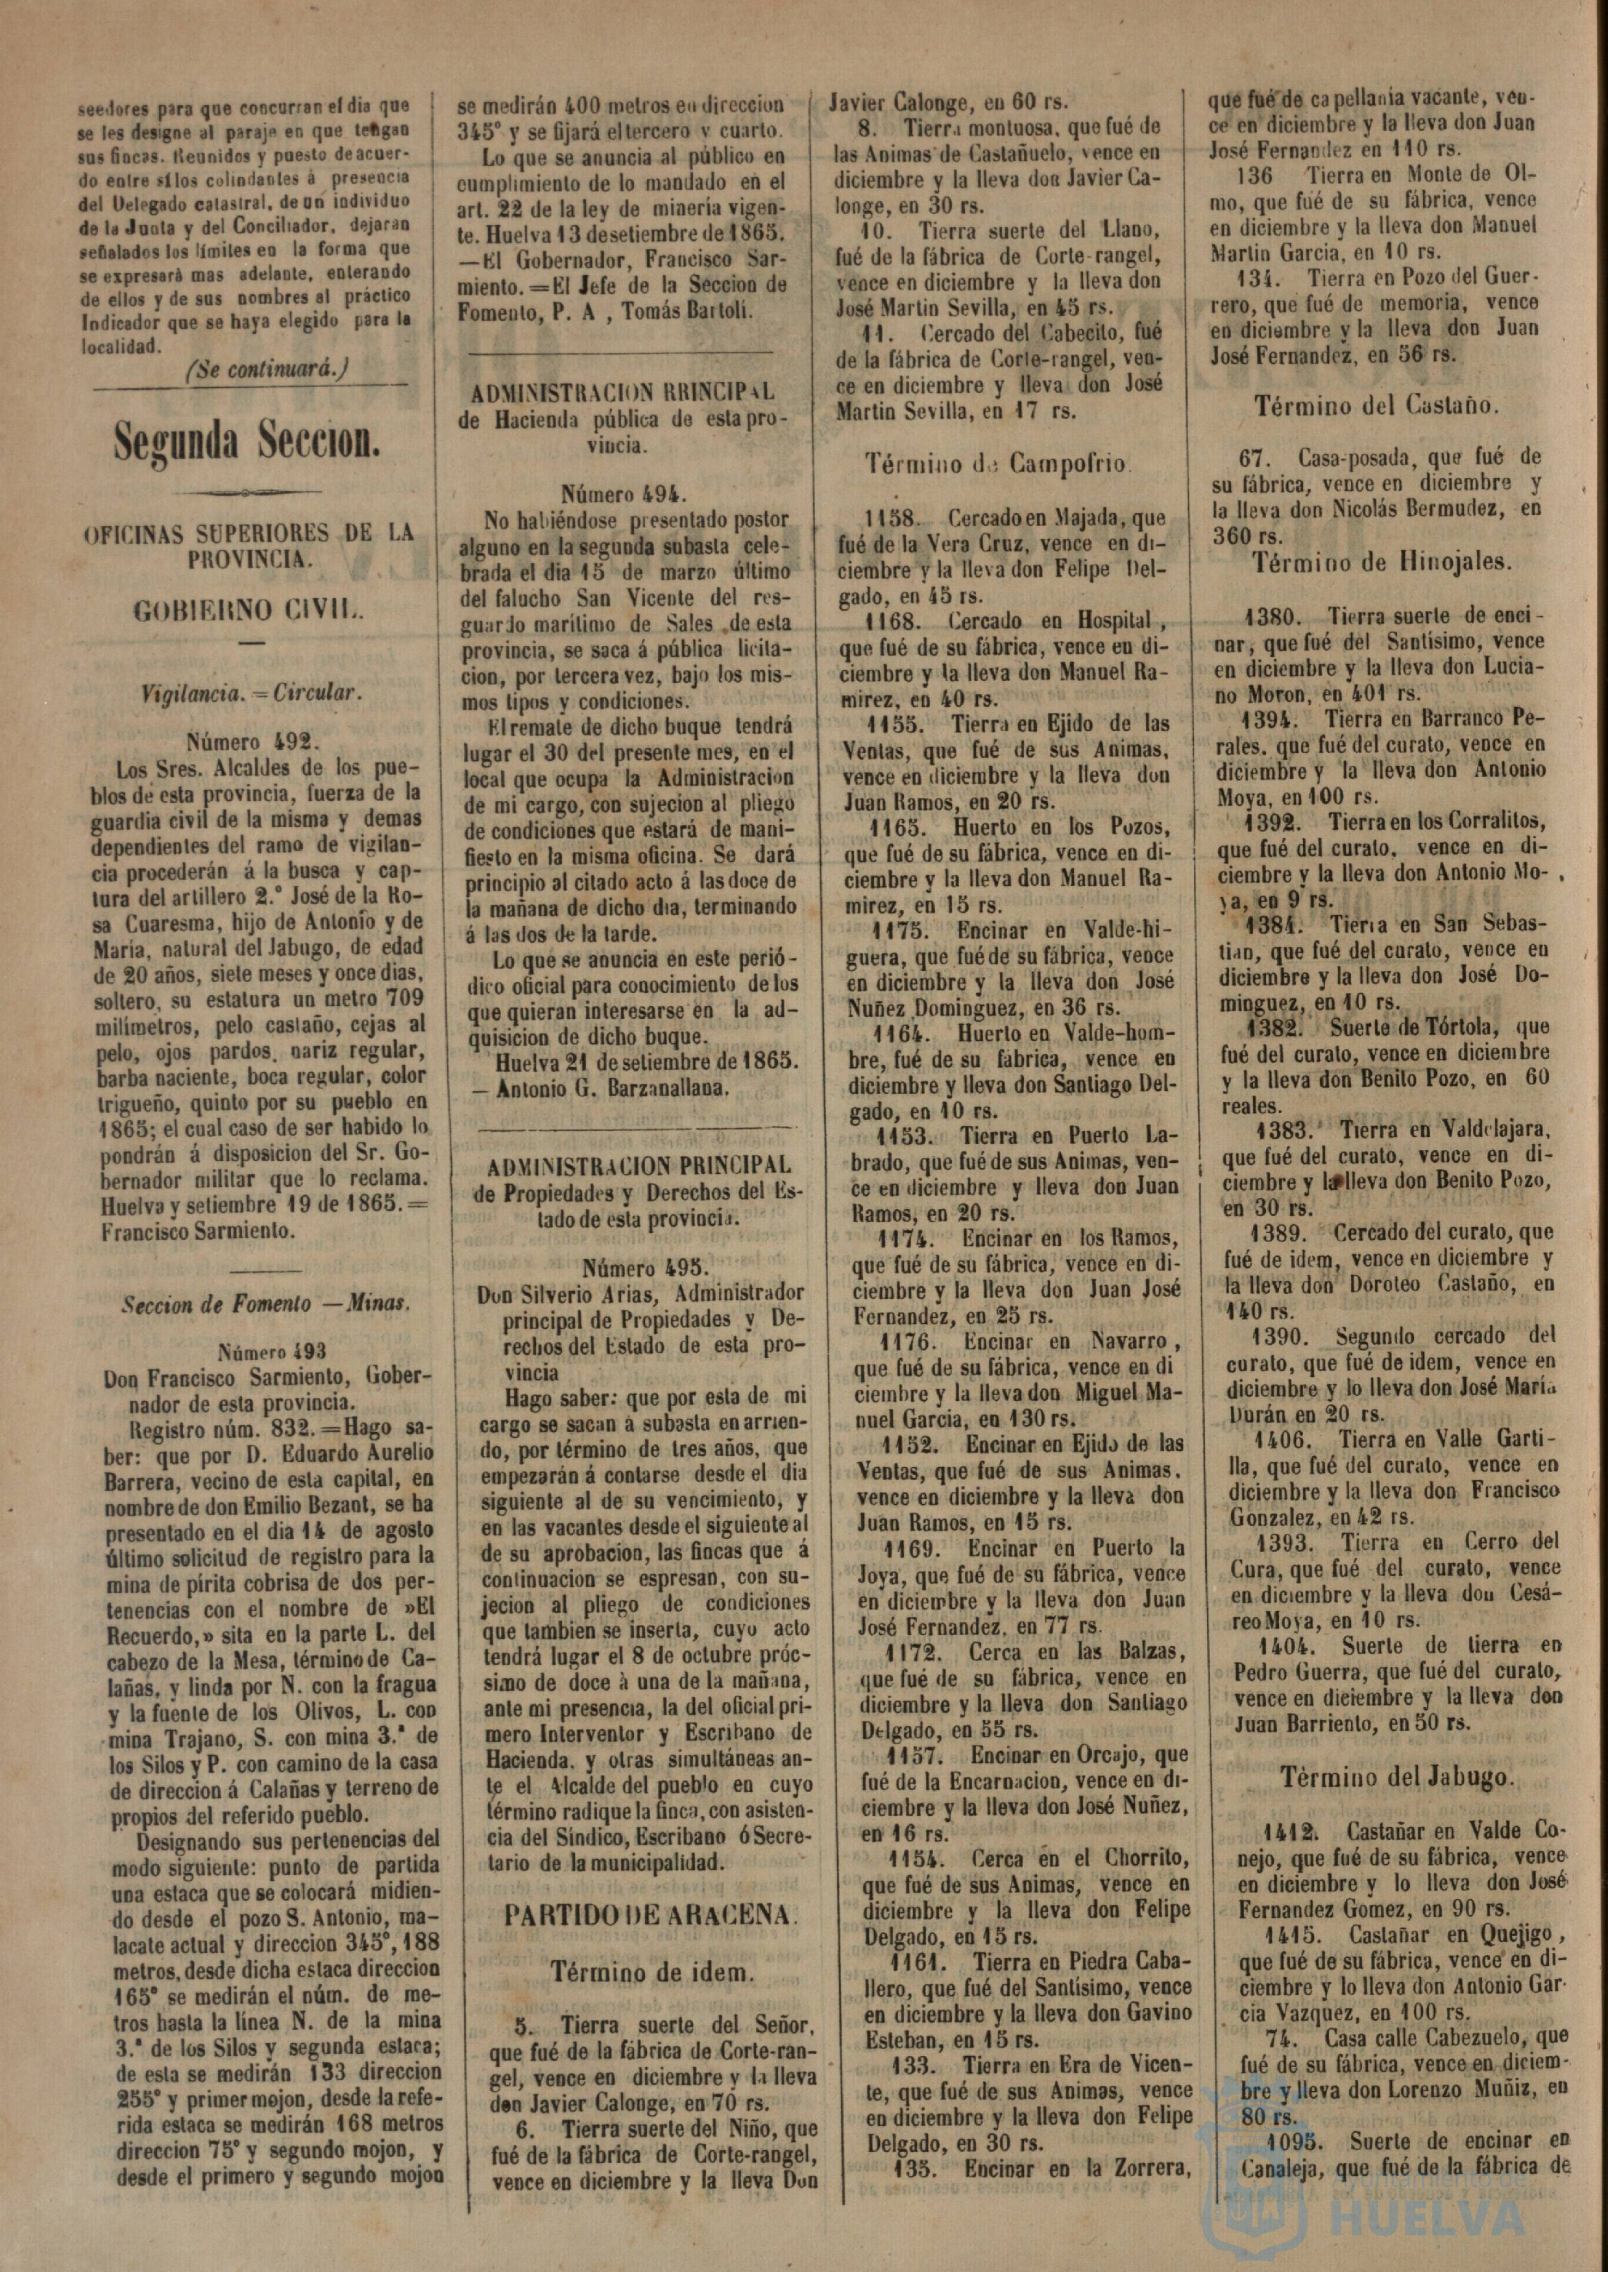 seedores para que concurran el dia que
se les designe al paraje en que tengan
sus fincas. Reunidos y puesto de acuer-
do entre sí los colindantes á presencia
del Delegado catastral, de un individuo
de la Junta y del Conciliador, dejaran
señalados los límites en la forma que
se expresará mas adelante, enterando
de ellos y de sus nombres al práctico
Indicador que se haya elegido para la
localidad.
(Se continuará.)
Segunda Seccion.
OFICINAS SUPERIORES DE LA
PROVINCIA.
GOBIERNO CIVIL.
Vigilancia.=Circular.
Número 492.
Los Sres. Alcaldes de los pue-
blos de esta provincia, fuerza de la
guardia civil de la misma y demas
dependientes del ramo de vigilan-
cia procederán á la busca y cap-
tura del artillero 2.º José de la Ro-
sa Cuaresma, hijo de Antonio y de
María, natural del Jabugo, de edad
de 20 años, siete meses y once dias,
soltero, su estatura un metro 709
milímetros, pelo castaño, cejas al
pelo, ojos pardos, nariz regular,
barba naciente, boca regular, color
trigueño, quinto por su pueblo en
1865; el cual caso de ser habido lo
pondrán á disposicion del Sr. Go-
bernador militar que lo reclama.
Huelva y setiembre 19 de 1865.=
Francisco Sarmiento.
Seccion de Fomento —Minas.
Número 493
Don Francisco Sarmiento, Gober-
nador de esta provincia.
Registro núm. 832.=Hago sa-
ber: que por D. Eduardo Aurelio
Barrera, vecino de esta capital, en
nombre de don Emilio Bezant, se ha
presentado en el dia 14 de agosto
último solicitud de registro para la
mina de pirita cobrisa de dos per-
tenencias con el nombre de »El
Recuerdo,» sita en la parte L. del
cabezo de la Mesa, término de Ca-
lañas, y linda por N. con la fragua
y la fuente de los Olivos, L. con
mina Trajano, S. con mina 3.ª de
los Silos y P. con camino de la casa
de direccion á Calañas y terreno de
propios del referido pueblo.
Designando sus pertenencias del
modo siguiente: punto de partida
una estaca que se colocará midien-
do desde el pozo S. Antonio, ma-
lacate actual y direccion 345º, 188
metros, desde dicha estaca direccion
165º se medirán el núm. de me-
tros hasta la línea N. de la mina
3.ª de los Silos y segunda estaca;
de esta se medirán 133 direccion
255º y primer mojon, desde la refe-
rida estaca se medirán 168 metros
direccion 75º y segundo mojon, y
desde el primero y segundo mojon
se medirán 400 metros en direccion
345º y se fijará el tercero y cuarto.
Lo que se anuncia al público en
cumplimiento de lo mandado en el
art. 22 de la ley de minería vigen-
te. Huelva 13 de setiembre de 1865.
—El Gobernador, Francisco Sar-
miento.=El Jefe de la Seccion de
Fomento, P. A , Tomás Bartolí.
ADMINISTRACION RRINCIPAL
de Hacienda pública de esta pro-
vincia.
Número 494.
No habiéndose presentado postor
alguno en la segunda subasta cele-
brada el dia 15 de marzo último
del falucho San Vicente del res-
guardo marítimo de Sales de esta
provincia, se saca á pública licita-
cion, por tercera vez, bajo los mis-
mos tipos y condiciones.
El remate de dicho buque tendrá
lugar el 30 del presente mes, en el
local que ocupa la Administracion
de mi cargo, con sujecion al pliego
de condiciones que estará de mani-
fiesto en la misma oficina. Se dará
principio al citado acto á las doce de
la mañana de dicho dia, terminando
á las dos de la tarde.
Lo que se anuncia en este perió-
dico oficial para conocimiento de los
que quieran interesarse en la ad-
quisicion de dicho buque.
Huelva 21 de setiembre de 1865.
— Antonio G. Barzanallana.
ADMINISTRACION PRINCIPAL
de Propiedades y Derechos del Es-
tado de esta provincia.
Número 495.
Don Silverio Arias, Administrador
principal de Propiedades y De-
rechos del Estado de esta pro-
vincia
Hago saber: que por esta de mi
cargo se sacan á subasta en arrien-
do, por término de tres años, que
empezarán á contarse desde el dia
siguiente al de su vencimiento, y
en las vacantes desde el siguiente al
de su aprobacion, las fincas que á
continuacion se espresan, con su-
jecion al pliego de condiciones
que tambien se inserta, cuyo acto
tendrá lugar el 8 de octubre próc-
simo de doce á una de la mañana,
ante mi presencia, la del oficial pri-
mero Interventor y Escribano de
Hacienda, y otras simultáneas an-
te el Alcalde del pueblo en cuyo
término radique la finca, con asisten-
cia del Síndico, Escribano ó Secre-
tario de la municipalidad.
PARTIDO DE ARACENA.
Término de idem.
5. Tierra suerte del Señor,
que fué de la fábrica de Corte-ran-
gel, vence en diciembre y la lleva
don Javier Calonge, en 70 rs.
6. Tierra suerte del Niño, que
fué de la fábrica de Corte-rangel,
vence en diciembre y la lleva Don
Javier Calonge, en 60 rs.
8. Tierra montuosa, que fué de
las Animas de Castañuelo, vence en
diciembre y la lleva don Javier Ca-
longe, en 30 rs.
10. Tierra suerte del Llano,
fué de la fábrica de Corte-rangel,
vence en diciembre y la lleva don
José Martin Sevilla, en 45 rs.
11. Cercado del Cabecito, fué
de la fábrica de Corte-rangel, ven-
ce en diciembre y lleva don José
Martin Sevilla, en 17 rs.
Término de Campofrio.
1158. Cercado en Majada, que
fué de la Vera Cruz, vence en di-
ciembre y la lleva don Felipe Del-
gado, en 45 rs.
1168. Cercado en Hospital,
que fué de su fábrica, vence en di-
ciembre y la lleva don Manuel Ra-
mirez, en 40 rs.
1155. Tierra en Ejido de las
Ventas, que fué de sus Animas,
vence en diciembre y la lleva don
Juan Ramos, en 20 rs.
1165. Huerto en los Pozos,
que fué de su fábrica, vence en di-
ciembre y la lleva don Manuel Ra-
mirez, en 15 rs.
1175. Encinar en Valde-hi-
guera, que fué de su fábrica, vence
en diciembre y la lleva don José
Nuñez Dominguez, en 36 rs.
1164. Huerto en Valde-hom-
bre, fué de su fábrica, vence en
diciembre y lleva don Santiago Del-
gado, en 10 rs.
1153. Tierra en Puerto La-
brado, que fué de sus Animas, ven-
ce en diciembre y lleva don Juan
Ramos, en 20 rs.
1174. Encinar en los Ramos,
que fué de su fábrica, vence en di-
ciembre y la lleva don Juan José
Fernandez, en 25 rs.
1176. Encinar en Navarro,
que fué de su fábrica, vence en di
ciembre y la lleva don Miguel Ma-
nuel Garcia, en 130 rs.
1152. Encinar en Ejido de las
Ventas, que fué de sus Animas,
vence en diciembre y la lleva don
Juan Ramos, en 15 rs.
1169. Encinar en Puerto la
Joya, que fué de su fábrica, vence
en diciembre y la lleva don Juan
José Fernandez, en 77 rs.
1172. Cerca en las Balzas,
que fué de su fábrica, vence en
diciembre y la lleva don Santiago
Delgado, en 55 rs.
1157. Encinar en Orcajo, que
fué de la Encarnacion, vence en di-
ciembre y la lleva don José Nuñez,
en 16 rs.
1154. Cerca en el Chorrito,
que fué de sus Animas, vence en
diciembre y la lleva don Felipe
Delgado, en 15 rs.
1161. Tierra en Piedra Caba-
llero, que fué del Santísimo, vence
en diciembre y la lleva don Gavino
Esteban, en 15 rs.
133. Tierra en Era de Vicen-
te, que fué de sus Animas, vence
en diciembre y la lleva don Felipe
Delgado, en 30 rs.
135. Encinar en la Zorrera,
que fué de capellanía vacante, ven-
ce en diciembre y la lleva don Juan
José Fernandez en 110 rs.
136 Tierra en Monte de Ol-
mo, que fué de su fábrica, vence
en diciembre y la lleva don Manuel
Martin Garcia, en 10 rs.
134. Tierra en Pozo del Guer-
rero, que fué de memoria, vence
en diciembre y la lleva don Juan
José Fernandez, en 56 rs.
Término del Castaño.
67. Casa-posada, que fué de
su fábrica, vence en diciembre y
la lleva don Nicolás Bermudez, en
360 rs.
Término de Hinojales.
1380. Tierra suerte de enci-
nar, que fué del Santísimo, vence
en diciembre y la lleva don Lucia-
no Moron, en 401 rs.
1394. Tierra en Barranco Pe-
rales, que fué del curato, vence en
diciembre y la lleva don Antonio
Moya, en 100 rs.
1392. Tierra en los Corralitos,
que fué del curato, vence en di-
ciembre y la lleva don Antonio Mo-
ya, en 9 rs.
1384. Tierra en San Sebas-
tian, que fué del curato, vence en
diciembre y la lleva don José Do-
minguez, en 10 rs.
1382. Suerte de Tórtola, que
fué del curato, vence en diciembre
y la lleva don Benito Pozo, en 60
reales.
1383. Tierra en Valdelajara,
que fué del curato, vence en di-
ciembre y la lleva don Benito Pozo,
en 30 rs.
1389. Cercado del curato, que
fué de idem, vence en diciembre y
la lleva don Doroteo Castaño, en
140 rs.
1390. Segundo cercado del
curato, que fué de idem, vence en
diciembre y lo lleva don José María
Durán en 20 rs.
1406. Tierra en Valle Garti-
lla, que fué del curato, vence en
diciembre y la lleva don Francisco
Gonzalez, en 42 rs.
1393. Tierra en Cerro del
Cura, que fué del curato, vence
en diciembre y la lleva don Cesá-
reo Moya, en 10 rs.
1404. Suerte de tierra en
Pedro Guerra, que fué del curato,
vence en diciembre y la lleva don
Juan Barriento, en 50 rs.
Término del Jabugo.
1412. Castañar en Valde Co-
nejo, que fué de su fábrica, vence
en diciembre y lo lleva don José
Fernandez Gomez, en 90 rs.
1415. Castañar en Quejigo,
que fué de su fábrica, vence en di-
ciembre y lo lleva don Antonio Gar-
cia Vazquez, en 100 rs.
74. Casa calle Cabezuelo, que
fué de su fábrica, vence en diciem-
bre y lleva don Lorenzo Muñiz, en
80 rs.
1095. Suerte de encinar en
Canaleja, que fué de la fábrica de
HUELVA